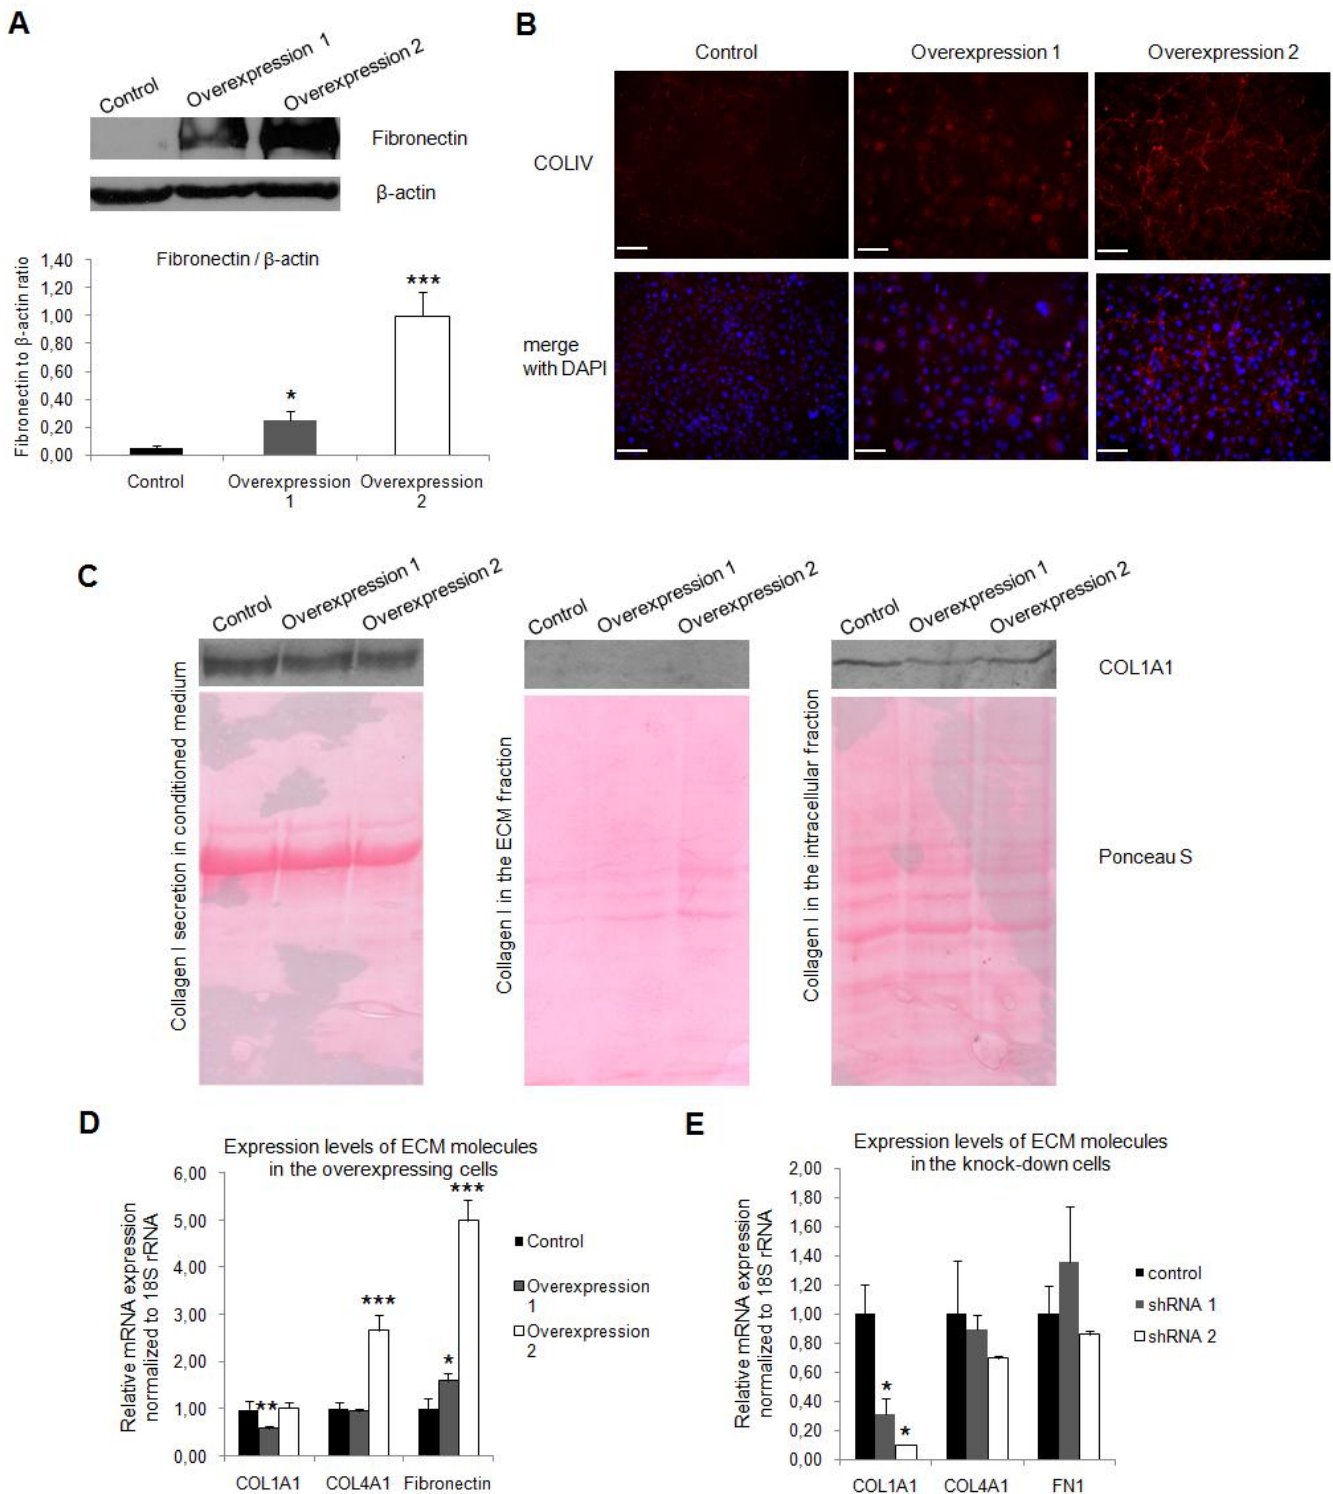 A
Control
Overexpression 1
Overexpression 2
Fibronectin
β-actin
Fibronectin / β-actin
Fibronectin to β-actin ratio
1,40
1,20
1,00
0,80
0,60
0,40
0,20
0,00
*
***
Control
Overexpression
1
Overexpression
2
B
Control
Overexpression 1
Overexpression 2
COLIV
merge
with DAPI
C
Control
Overexpression 1
Overexpression 2
Control
Overexpression 1
Overexpression 2
Control
Overexpression 1
Overexpression 2
COL1A1
Collagen I secretion in conditioned medium
Collagen I in the ECM fraction
Collagen I in the intracellular fraction
Ponceau S
D
Expression levels of ECM molecules
in the overexpressing cells
Relative mRNA expression
normalized to 18S rRNA
6,00
5,00
4,00
3,00
2,00
1,00
0,00
**
***
*
***
COL1A1
COL4A1
Fibronectin
Control
Overexpression
1
Overexpression
2
E
Expression levels of ECM molecules
in the knock-down cells
Relative mRNA expression
normalized to 18S rRNA
2,00
1,80
1,60
1,40
1,20
1,00
0,80
0,60
0,40
0,20
0,00
*
*
COL1A1
COL4A1
FN1
control
shRNA 1
shRNA 2